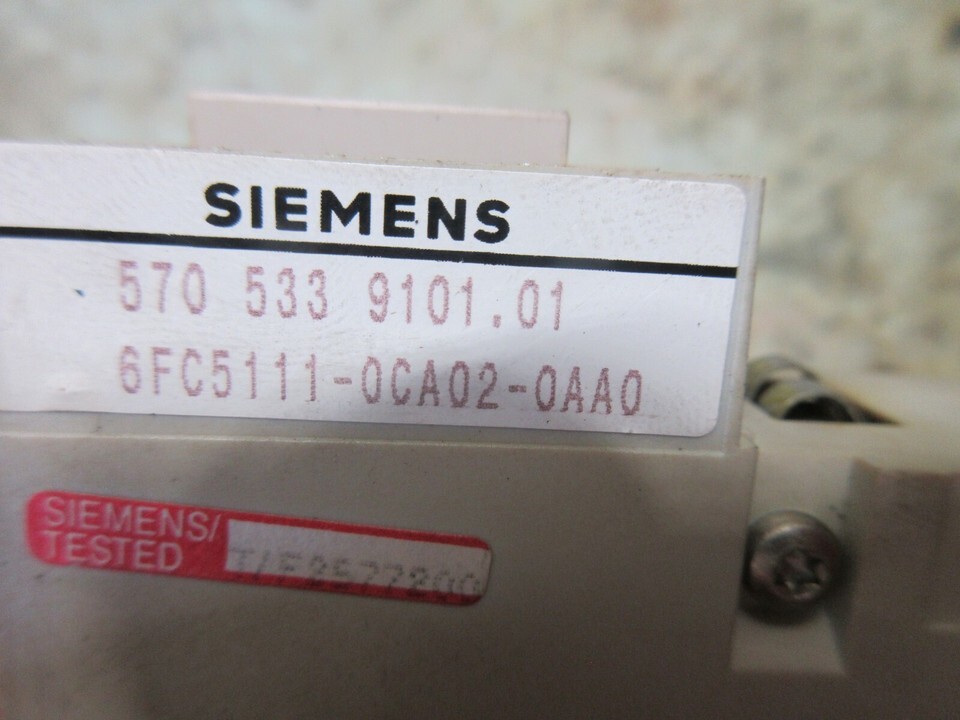 SIEMENS
570 533 9101.01
6FC5111-0CA02-0AA0
SIEMENS/
TESTED